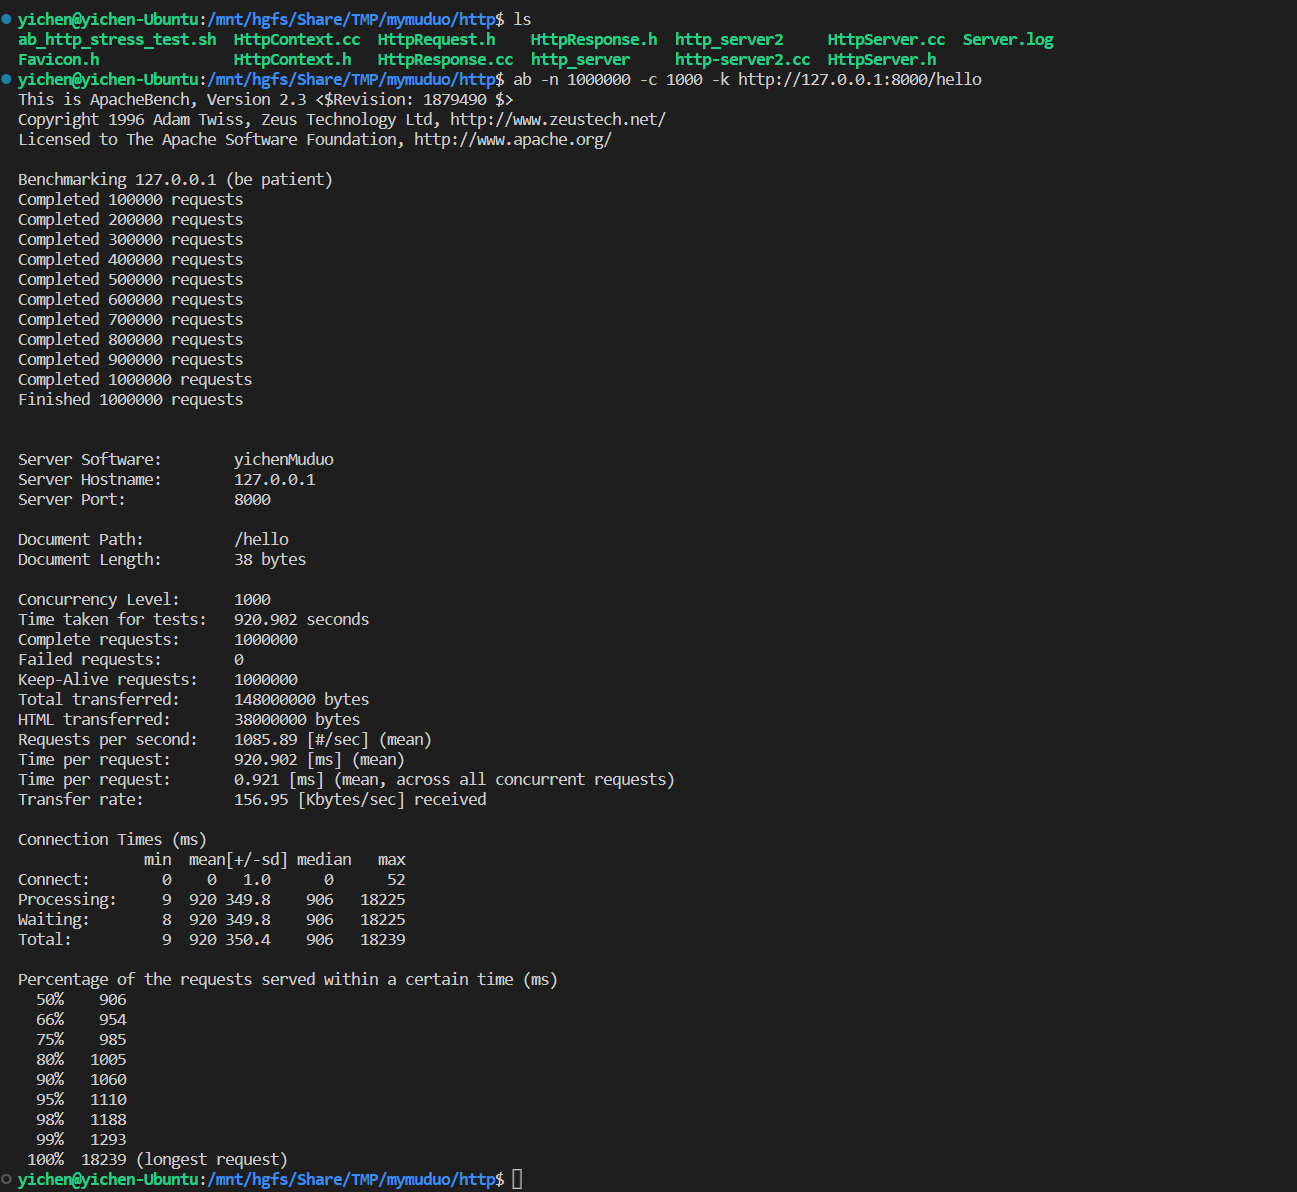 yichen@yichen-Ubuntu:/mnt/hgfs/Share/TMP/mymuduo/http$ ls
ab_http_stress_test.sh  HttpContext.cc  HttpRequest.h    HttpResponse.h  http_server2     HttpServer.cc  Server.log
Favicon.h               HttpContext.h   HttpResponse.cc  http_server     http-server2.cc  HttpServer.h
yichen@yichen-Ubuntu:/mnt/hgfs/Share/TMP/mymuduo/http$ ab -n 1000000 -c 1000 -k http://127.0.0.1:8000/hello
This is ApacheBench, Version 2.3 <$Revision: 1879490 $>
Copyright 1996 Adam Twiss, Zeus Technology Ltd, http://www.zeustech.net/
Licensed to The Apache Software Foundation, http://www.apache.org/

Benchmarking 127.0.0.1 (be patient)
Completed 100000 requests
Completed 200000 requests
Completed 300000 requests
Completed 400000 requests
Completed 500000 requests
Completed 600000 requests
Completed 700000 requests
Completed 800000 requests
Completed 900000 requests
Completed 1000000 requests
Finished 1000000 requests


Server Software:        yichenMuduo
Server Hostname:        127.0.0.1
Server Port:            8000

Document Path:          /hello
Document Length:        38 bytes

Concurrency Level:      1000
Time taken for tests:   920.902 seconds
Complete requests:      1000000
Failed requests:        0
Keep-Alive requests:    1000000
Total transferred:      148000000 bytes
HTML transferred:       38000000 bytes
Requests per second:    1085.89 [#/sec] (mean)
Time per request:       920.902 [ms] (mean)
Time per request:       0.921 [ms] (mean, across all concurrent requests)
Transfer rate:          156.95 [Kbytes/sec] received

Connection Times (ms)
              min  mean[+/-sd] median   max
Connect:        0    0   1.0      0      52
Processing:     9  920 349.8    906   18225
Waiting:        8  920 349.8    906   18225
Total:          9  920 350.4    906   18239

Percentage of the requests served within a certain time (ms)
  50%    906
  66%    954
  75%    985
  80%   1005
  90%   1060
  95%   1110
  98%   1188
  99%   1293
 100%  18239 (longest request)
yichen@yichen-Ubuntu:/mnt/hgfs/Share/TMP/mymuduo/http$